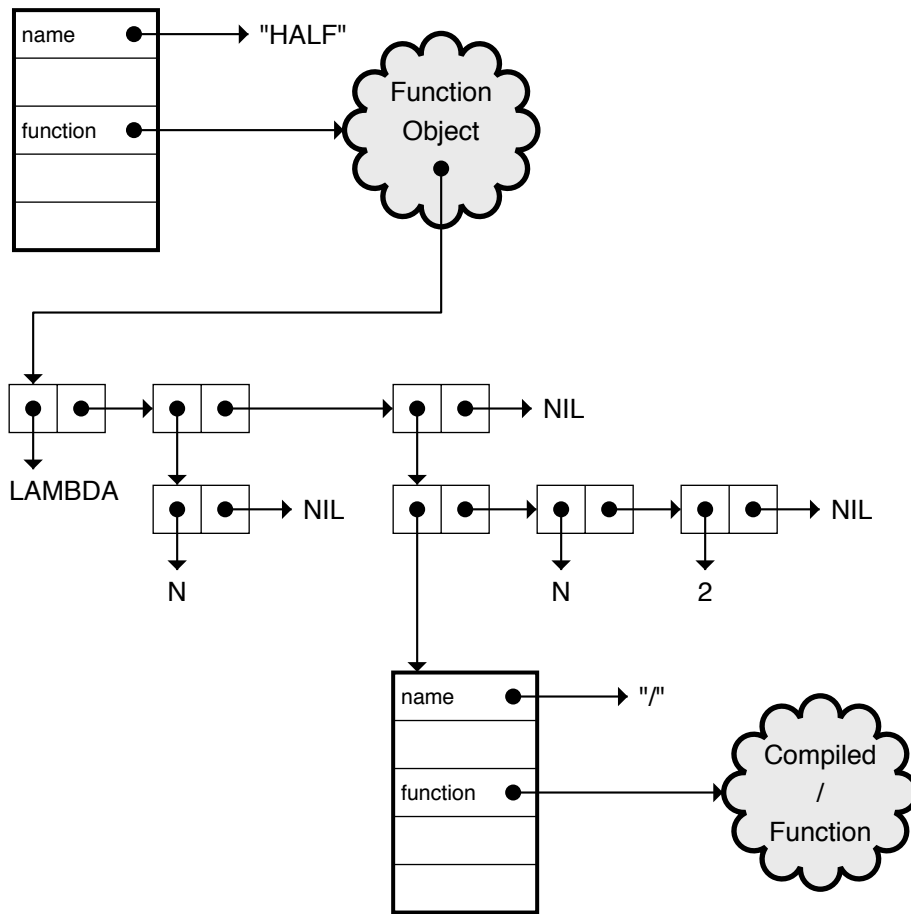 name
"HALF"
Function
Object
function
NIL
LAMBDA
NIL
NIL
N
N
2
name
"/"
Compiled
/
Function
function